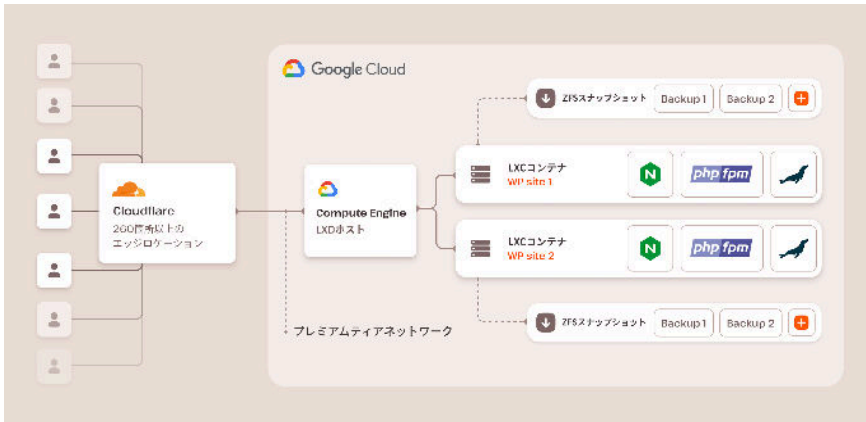 Google Cloud
ZFSスナップショット Backup 1 Backup 2
LXCコンテナ
WP site 1
php fpm
Cloudflare
260箇所以上の
エッジロケーション
Compute Engine
LXDホスト
LXCコンテナ
WP site 2
php fpm
ZFSスナップショット Backup 1 Backup 2
プレミアムティアネットワーク